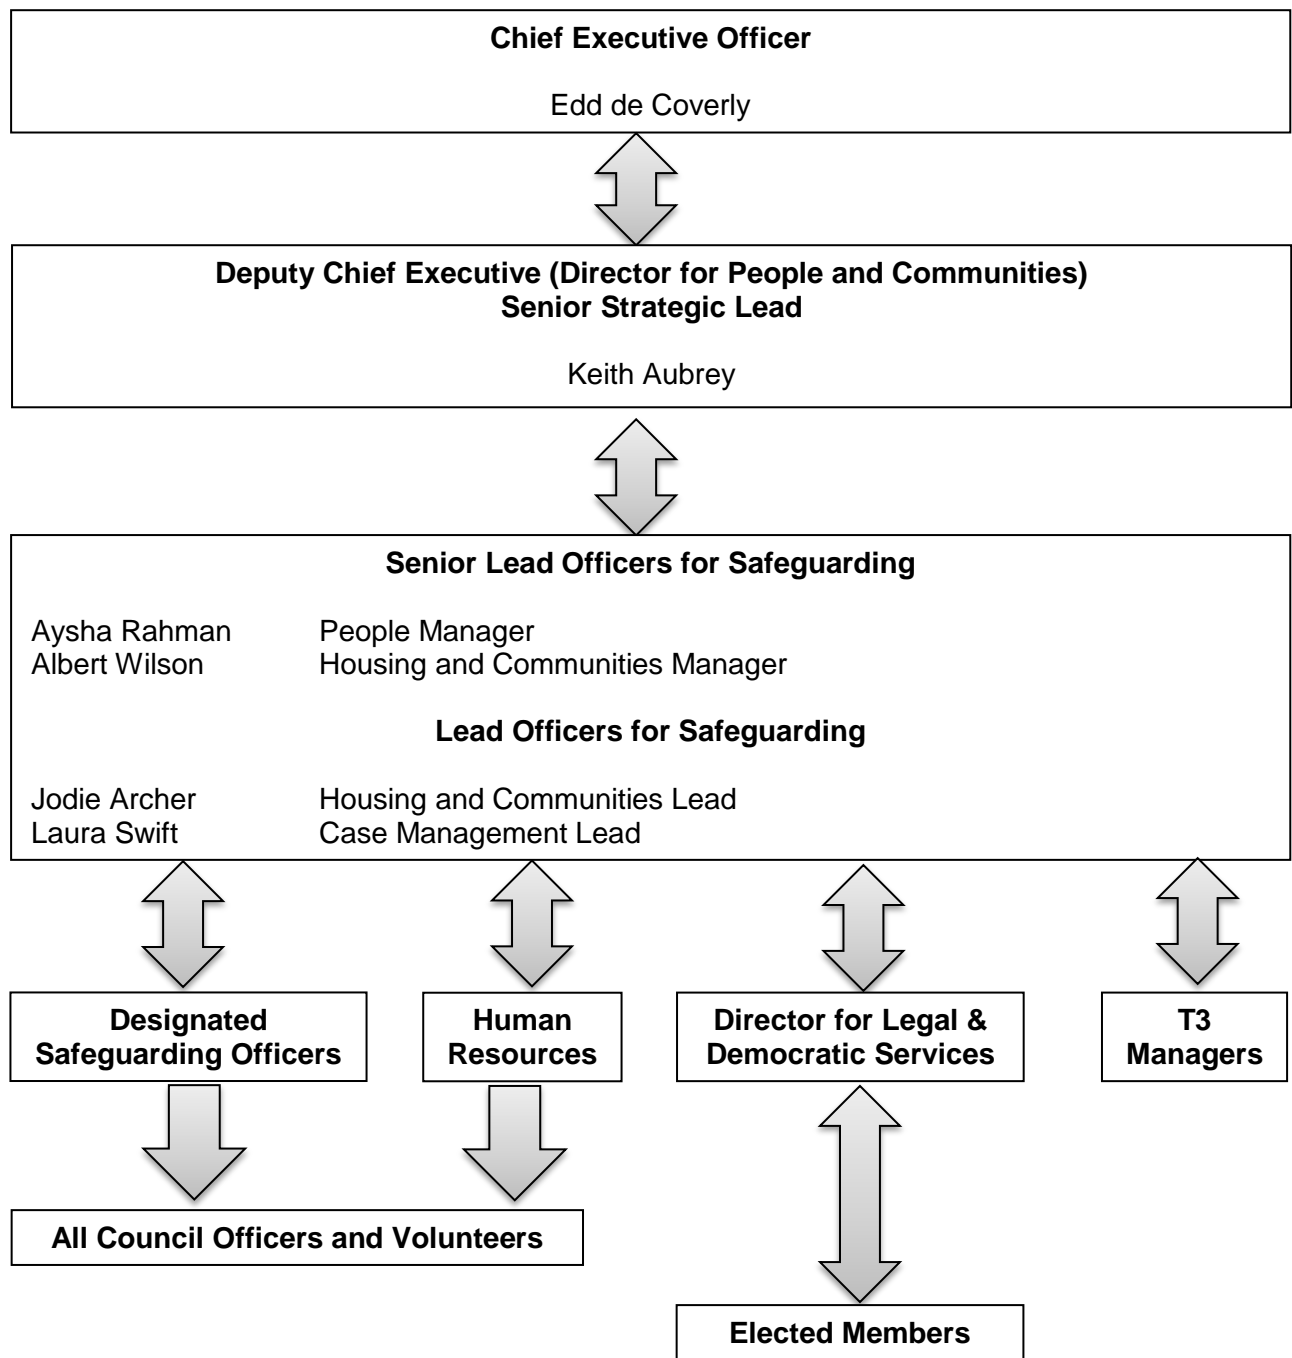 Chief Executive Officer
Edd de Coverly
Deputy Chief Executive (Director for People and Communities)
Senior Strategic Lead
Keith Aubrey
Senior Lead Officers for Safeguarding
Aysha Rahman People Manager
Albert Wilson Housing and Communities Manager
Lead Officers for Safeguarding
Jodie Archer Housing and Communities Lead
Laura Swift Case Management Lead
Designated
Safeguarding Officers
Human
Resources
Director for Legal &
Democratic Services
T3
Managers
All Council Officers and Volunteers
Elected Members